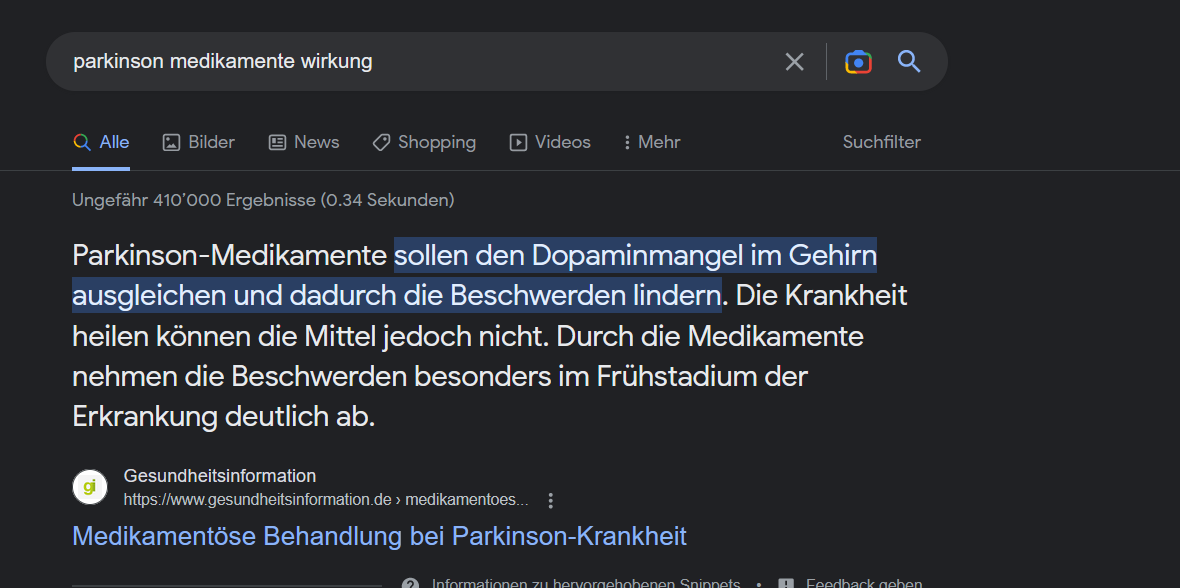 parkinson medikamente wirkung
Alle Bilder News Shopping Videos Mehr Suchfilter
Ungefähr 410’000 Ergebnisse (0.34 Sekunden)
Parkinson-Medikamente sollen den Dopaminmangel im Gehirn
ausgleichen und dadurch die Beschwerden lindern. Die Krankheit
heilen können die Mittel jedoch nicht. Durch die Medikamente
nehmen die Beschwerden besonders im Frühstadium der
Erkrankung deutlich ab.
gi Gesundheitsinformation
https://www.gesundheitsinformation.de › medikamentoes...
Medikamentöse Behandlung bei Parkinson-Krankheit
Informationen zu hervorgehobenen Snippets • Feedback geben